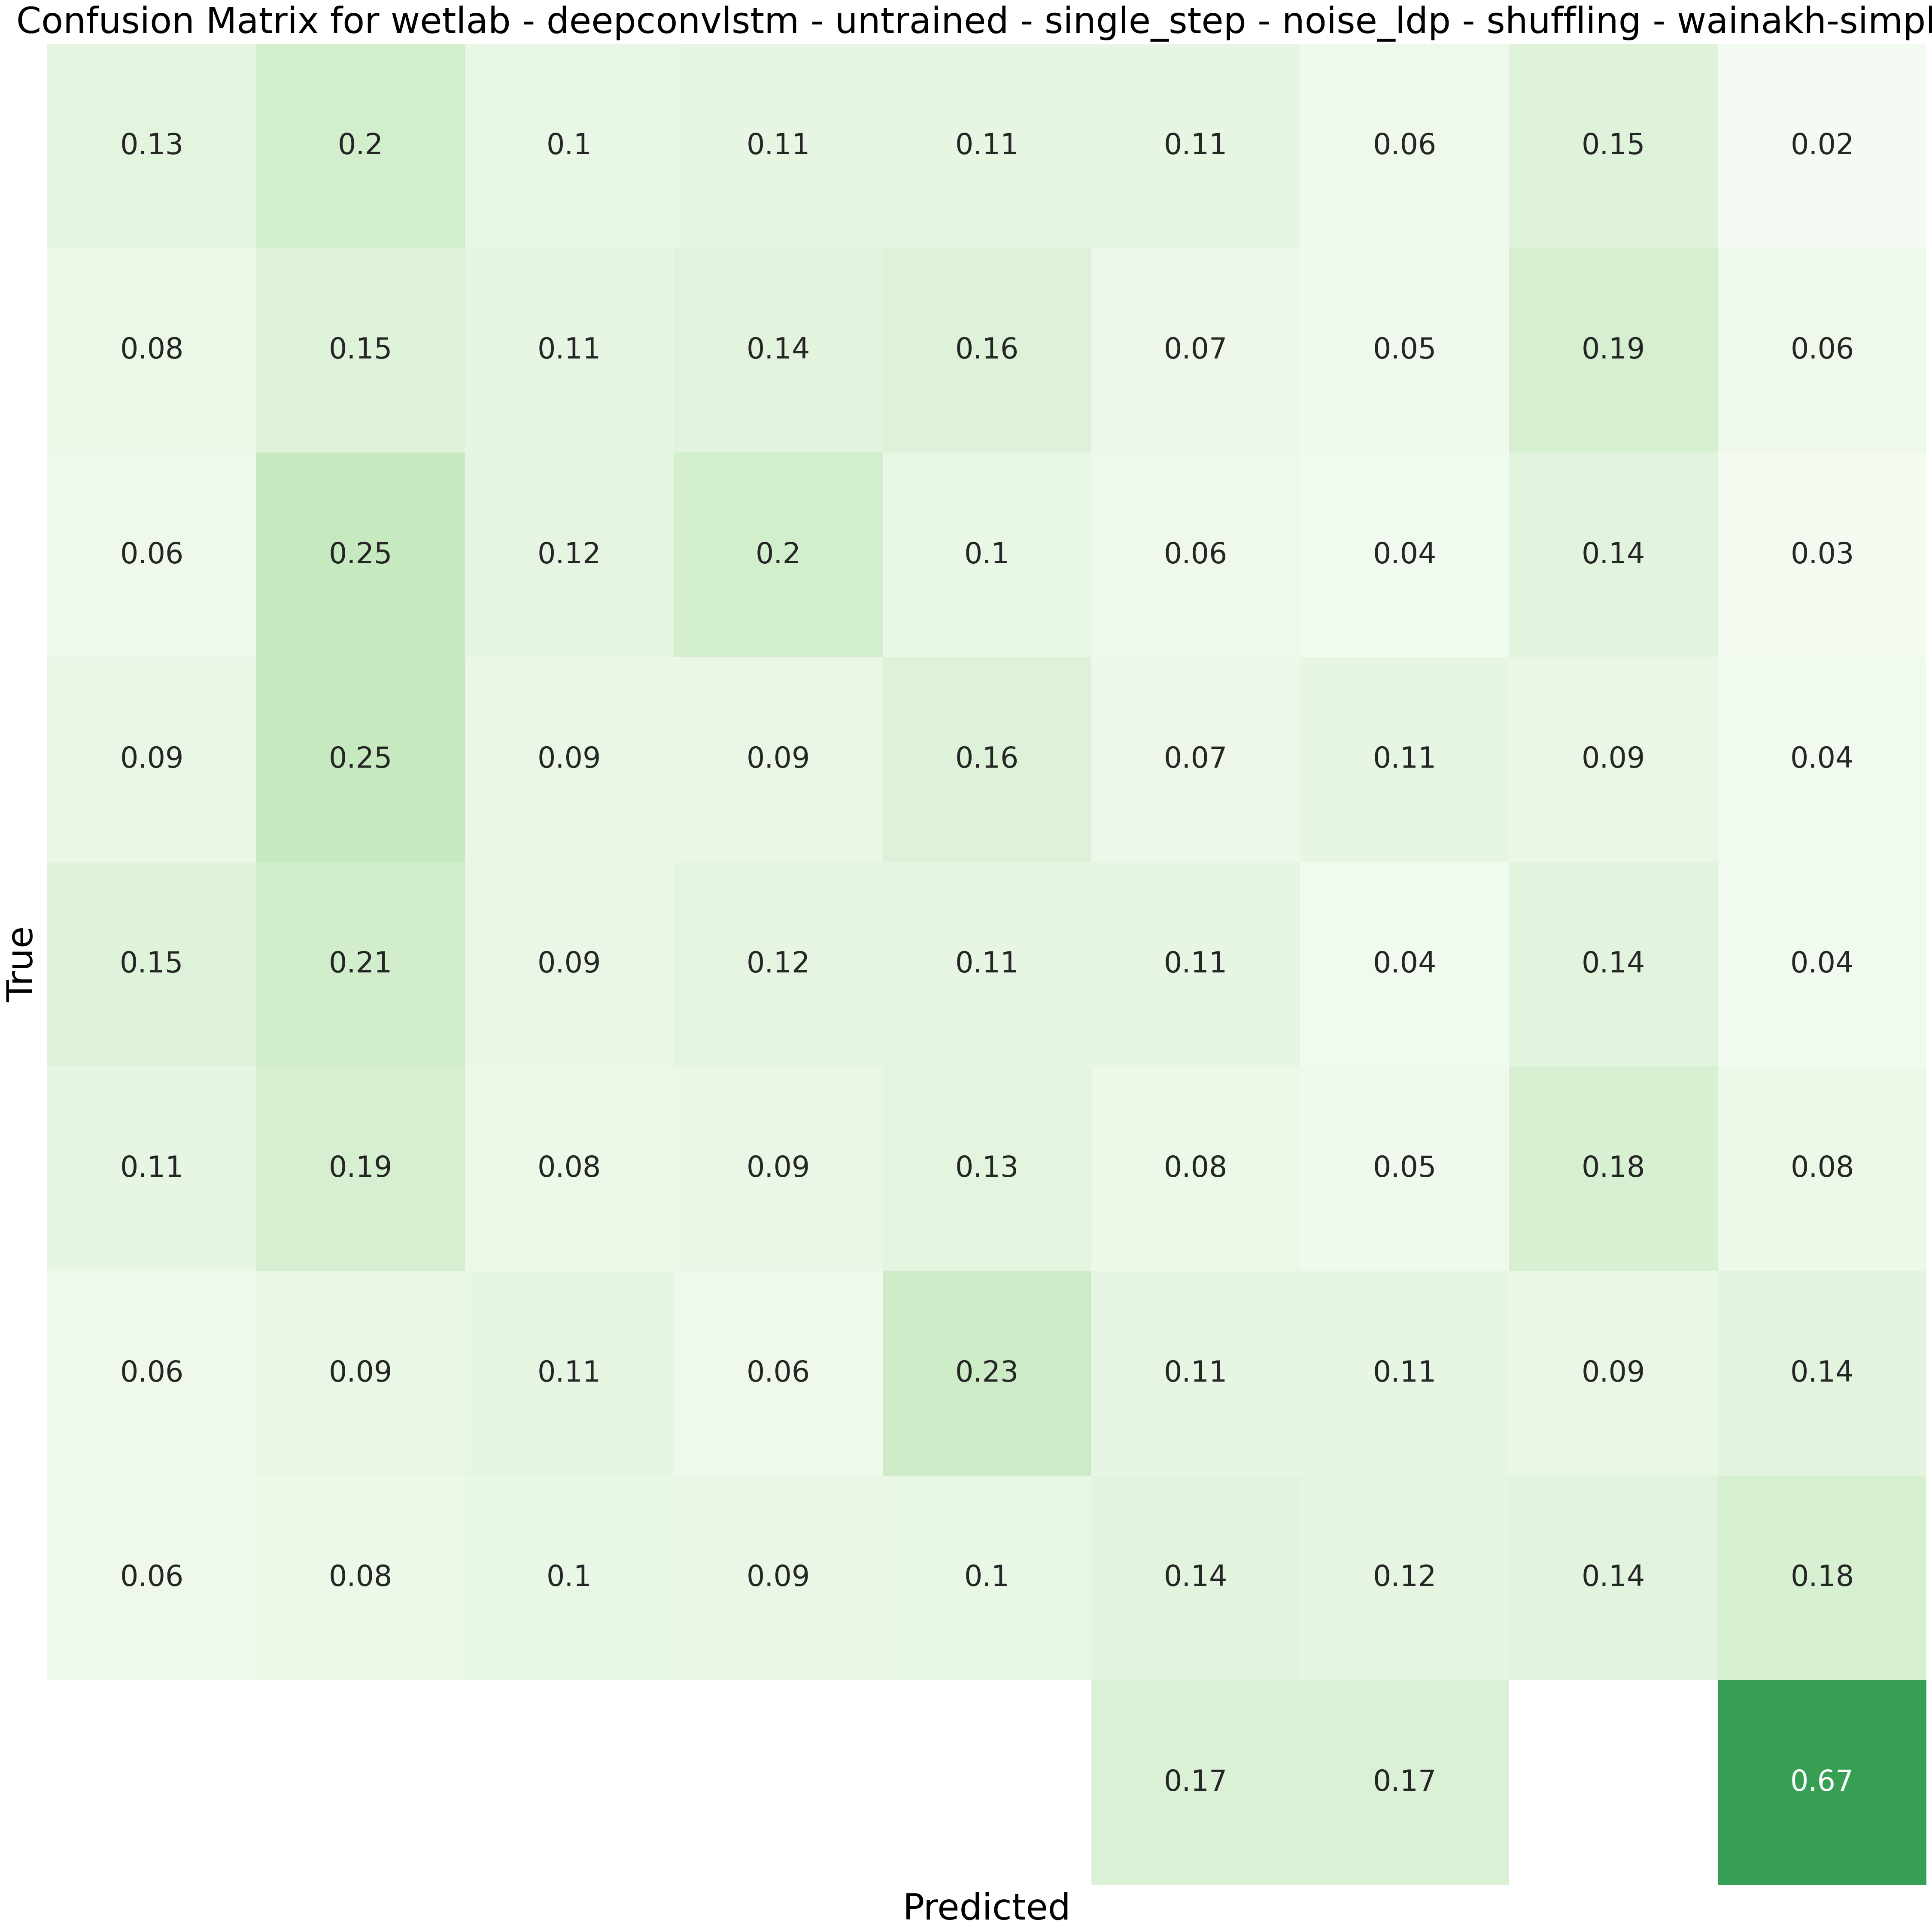 Confusion Matrix for wetlab - deepconvlstm - untrained - single_step - noise_ldp - shuffling - wainakh-simpl
0.13 0.2 0.1 0.11 0.11 0.11 0.06 0.15 0.02
0.08 0.15 0.11 0.14 0.16 0.07 0.05 0.19 0.06
0.06 0.25 0.12 0.2 0.1 0.06 0.04 0.14 0.03
0.09 0.25 0.09 0.09 0.16 0.07 0.11 0.09 0.04
0.15 0.21 0.09 0.12 0.11 0.11 0.04 0.14 0.04
0.11 0.19 0.08 0.09 0.13 0.08 0.05 0.18 0.08
0.06 0.09 0.11 0.06 0.23 0.11 0.11 0.09 0.14
0.06 0.08 0.1 0.09 0.1 0.14 0.12 0.14 0.18
0.17 0.17 0.67
True
Predicted